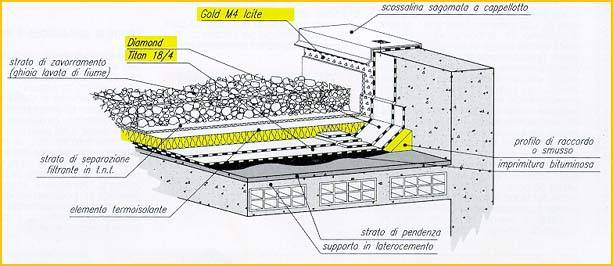 Gold M4 Icite
scossalina sagomata a cappellotto
Diamond
Titan 18/4
strato di zavorramento
(ghiaia lavata di fiume)
profilo di raccordo
o smusso
imprimitura bituminosa
strato di separazione
filtrante in t.n.t.
elemento termoisolante
strato di pendenza
supporto in laterocemento